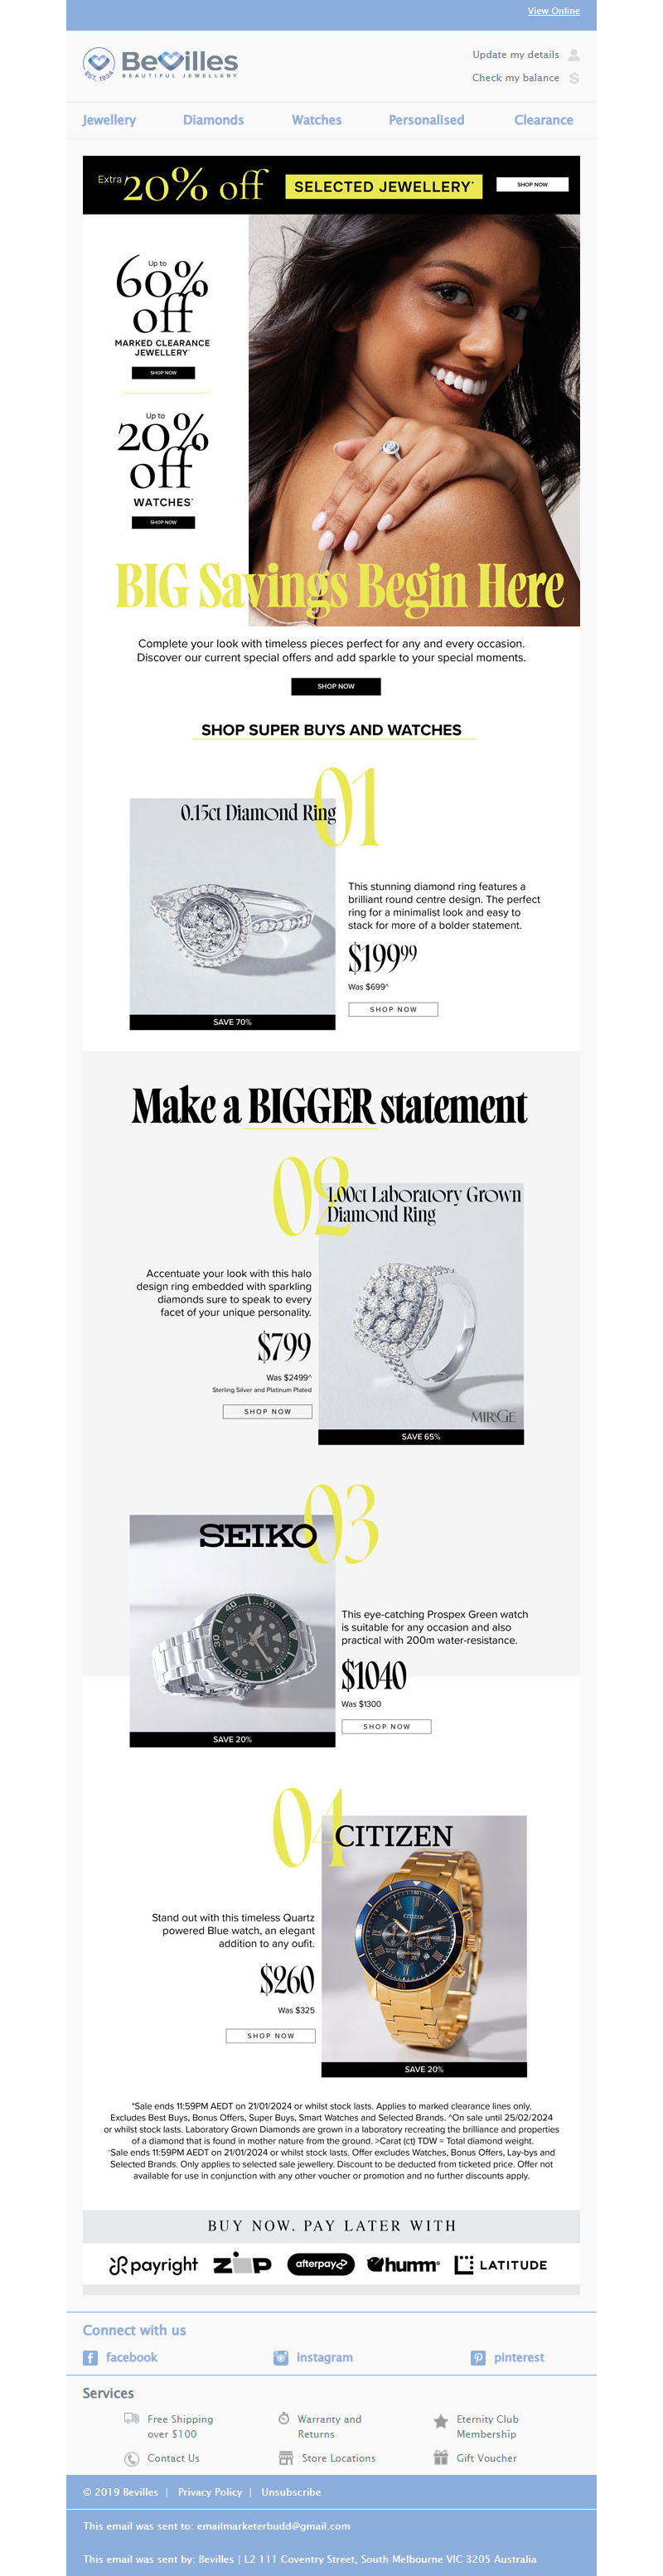 View Online
BeVilles
BEAUTIFUL JEWELLERY
EST. 1934
Update my details
Check my balance
Jewellery Diamonds Watches Personalised Clearance
Extra 20% off SELECTED JEWELLERY* SHOP NOW
Up to
60%
off
MARKED CLEARANCE
JEWELLERY*
SHOP NOW
Up to
20%
off
WATCHES*
SHOP NOW
BIG Savings Begin Here
Complete your look with timeless pieces perfect for any and every occasion.
Discover our current special offers and add sparkle to your special moments.
SHOP NOW
SHOP SUPER BUYS AND WATCHES
01
0.15ct Diamond Ring
This stunning diamond ring features a
brilliant round centre design. The perfect
ring for a minimalist look and easy to
stack for more of a bolder statement.
$199.99
Was $699^
SHOP NOW
SAVE 70%
Make a BIGGER statement
02
1.00ct Laboratory Grown
Diamond Ring
Accentuate your look with this halo
design ring embedded with sparkling
diamonds sure to speak to every
facet of your unique personality.
$799
Was $2499^
Sterling Silver and Platinum Plated
SHOP NOW
MIRAGE
SAVE 65%
03
SEIKO
This eye-catching Prospex Green watch
is suitable for any occasion and also
practical with 200m water-resistance.
$1040
Was $1300
SHOP NOW
SAVE 20%
04
CITIZEN
Stand out with this timeless Quartz
powered Blue watch, an elegant
addition to any oufit.
$260
Was $325
SHOP NOW
CITIZEN
SAVE 20%
*Sale ends 11:59PM AEDT on 21/01/2024 or whilst stock lasts. Applies to marked clearance lines only.
Excludes Best Buys, Bonus Offers, Super Buys, Smart Watches and Selected Brands. ^On sale until 25/02/2024
or whilst stock lasts. Laboratory Grown Diamonds are grown in a laboratory recreating the brilliance and properties
of a diamond that is found in mother nature from the ground. >Carat (ct) TDW = Total diamond weight.
*Sale ends 11:59PM AEDT on 21/01/2024 or whilst stock lasts. Offer excludes Watches, Bonus Offers, Lay-bys and
Selected Brands. Only applies to selected sale jewellery. Discount to be deducted from ticketed price. Offer not
available for use in conjunction with any other voucher or promotion and no further discounts apply.
BUY NOW. PAY LATER WITH
payright ZIP afterpay humm LATITUDE
Connect with us
facebook instagram pinterest
Services
Free Shipping
over $100
Warranty and
Returns
Eternity Club
Membership
Contact Us
Store Locations
Gift Voucher
© 2019 Bevilles | Privacy Policy | Unsubscribe
This email was sent to: emailmarketerbudd@gmail.com
This email was sent by: Bevilles | L2 111 Coventry Street, South Melbourne VIC 3205 Australia